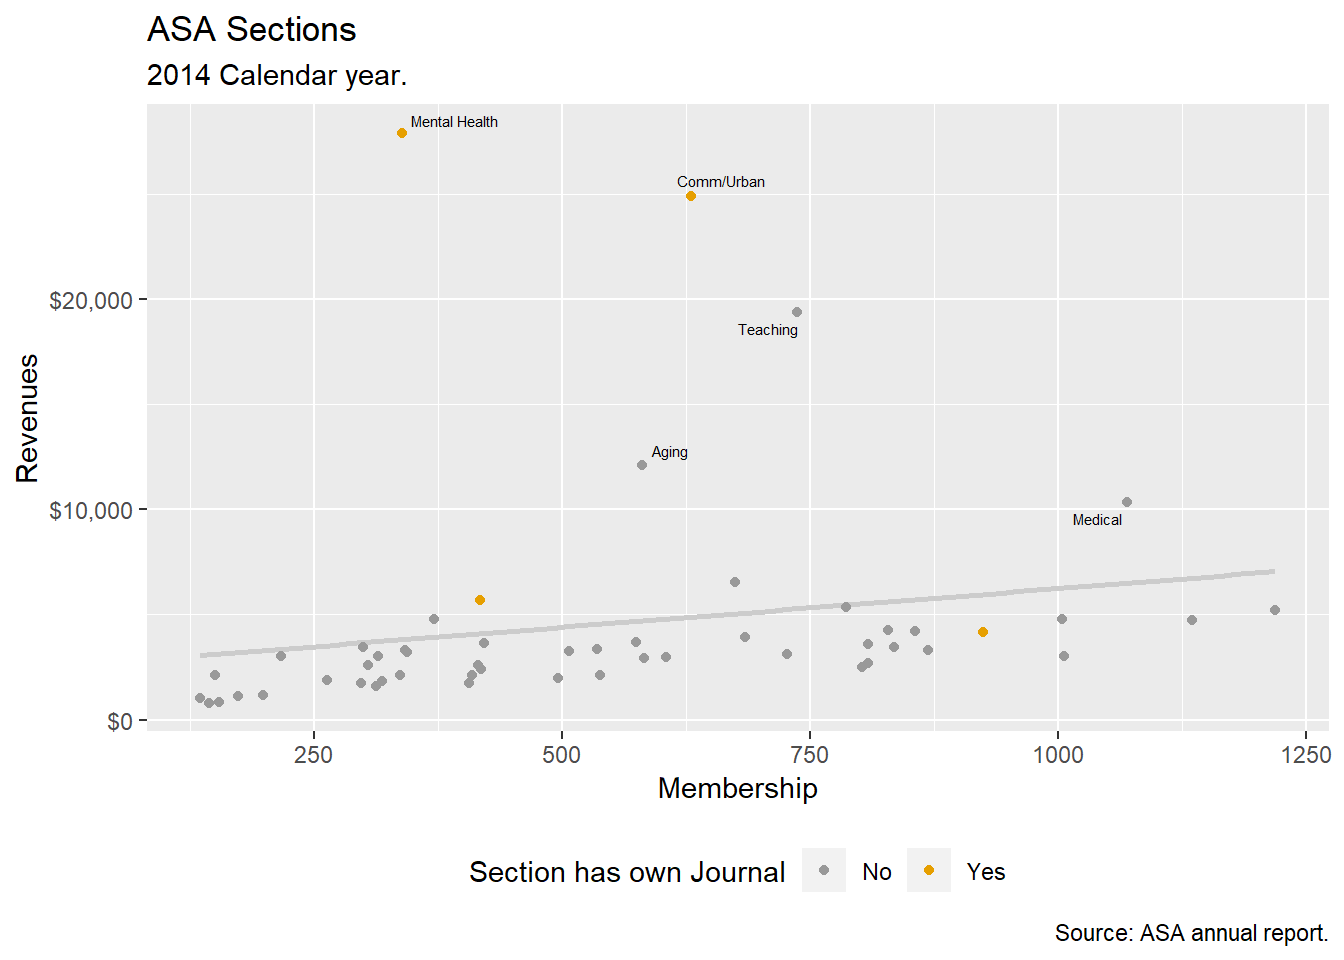 ASA Sections
2014 Calendar year.
Mental Health
Comm/Urban
Teaching
Aging
Medical
$20,000
$10,000
$0
Revenues
250 500 750 1000 1250
Membership
Section has own Journal No Yes
Source: ASA annual report.